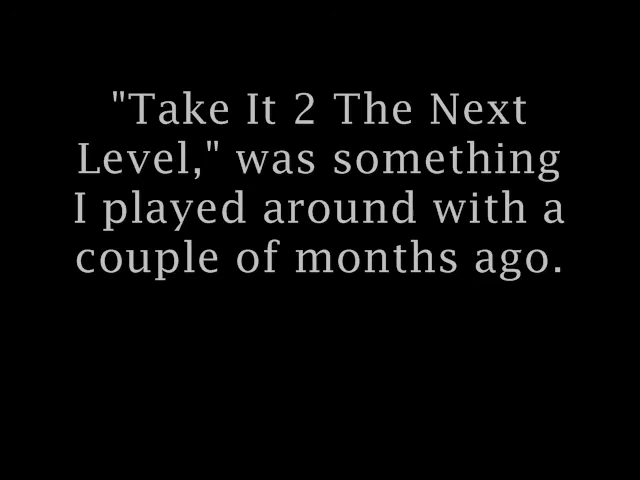 "Take It 2 The Next
Level," was something
I played around with a
couple of months ago.